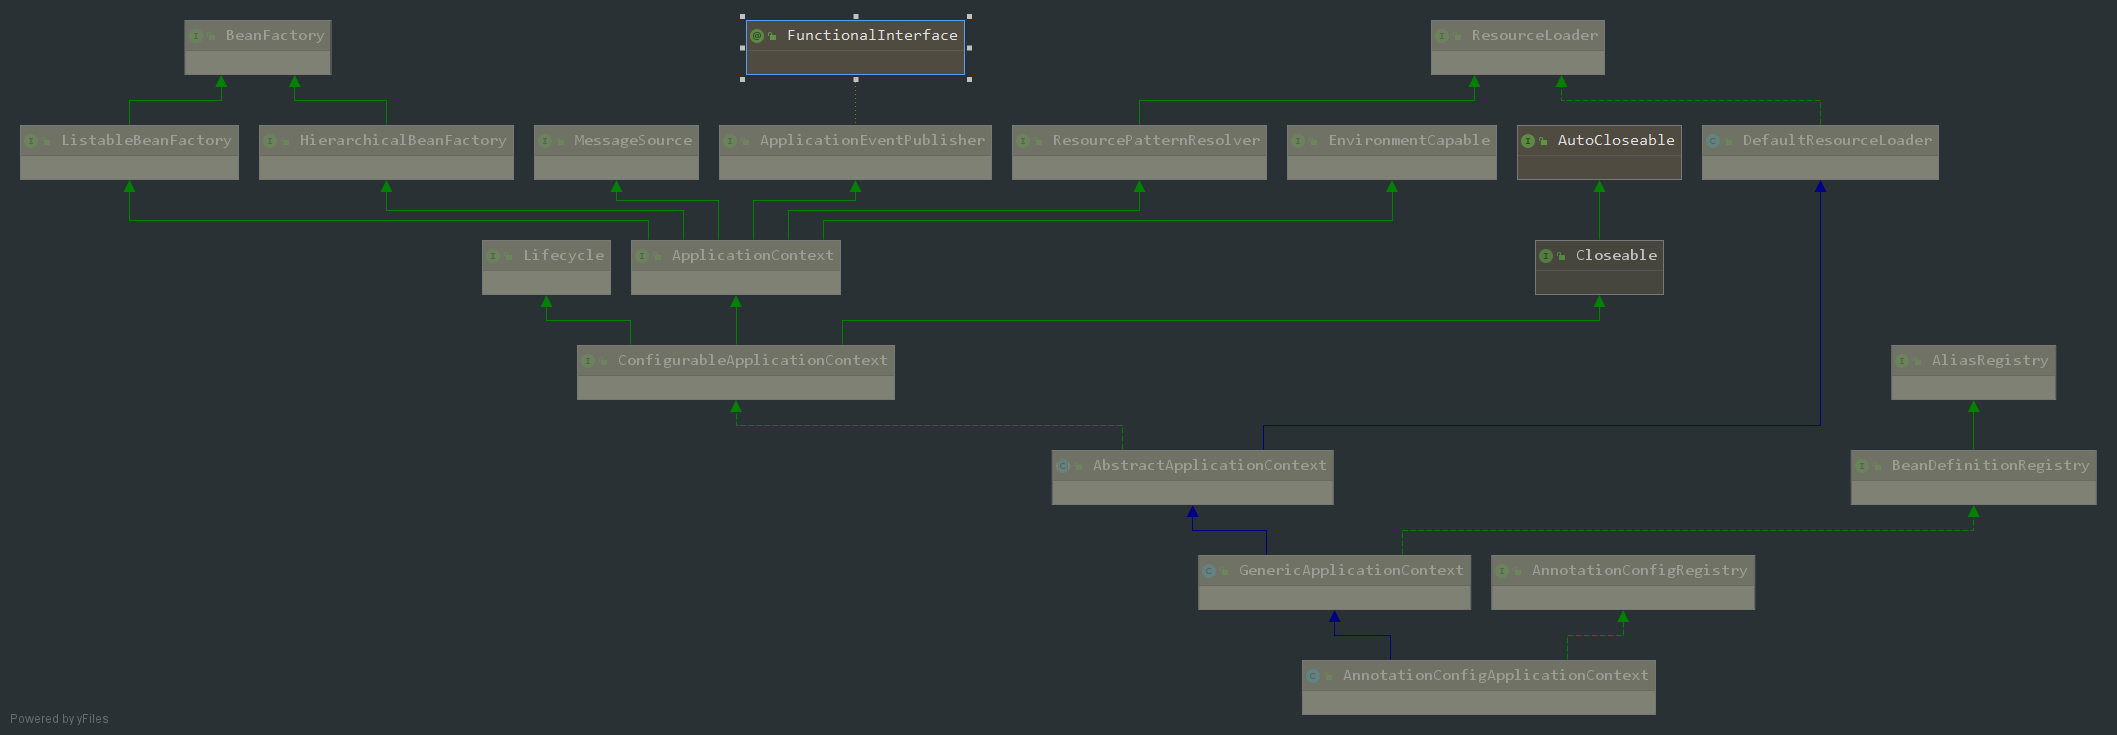 BeanFactory
FunctionalInterface
ResourceLoader
ListableBeanFactory
HierarchicalBeanFactory
MessageSource
ApplicationEventPublisher
ResourcePatternResolver
EnvironmentCapable
AutoCloseable
DefaultResourceLoader
Lifecycle
ApplicationContext
Closeable
ConfigurableApplicationContext
AliasRegistry
AbstractApplicationContext
BeanDefinitionRegistry
GenericApplicationContext
AnnotationConfigRegistry
AnnotationConfigApplicationContext
Powered by yFiles